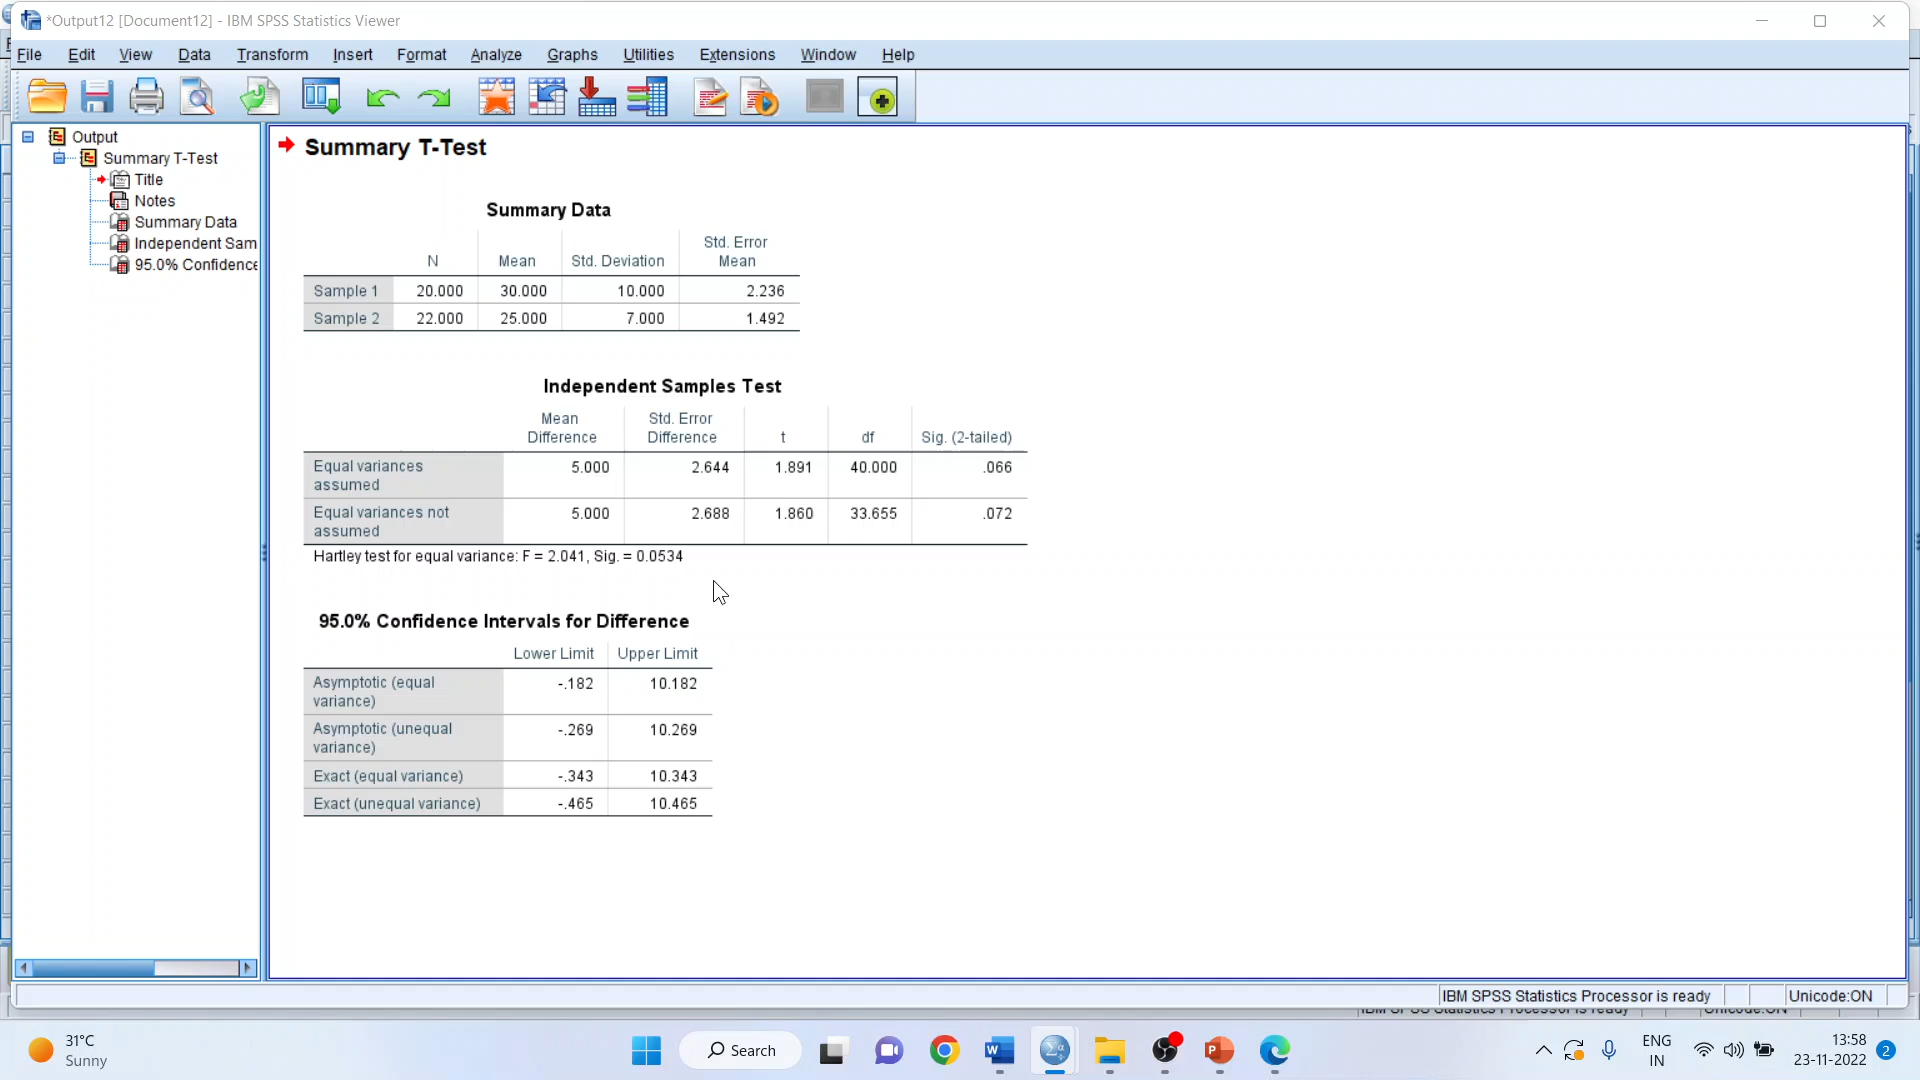 *Output12 [Document12] - IBM SPSS Statistics Viewer
File Edit View Data Transform Insert Format Analyze Graphs Utilities Extensions Window Help
Output
Summary T-Test
Title
Notes
Summary Data
Independent Sam
95.0% Confidence
Summary T-Test
Summary Data
N Mean Std. Deviation Std. Error Mean
Sample 1 20.000 30.000 10.000 2.236
Sample 2 22.000 25.000 7.000 1.492
Independent Samples Test
Mean Difference Std. Error Difference t df Sig. (2-tailed)
Equal variances assumed 5.000 2.644 1.891 40.000 .066
Equal variances not assumed 5.000 2.688 1.860 33.655 .072
Hartley test for equal variance: F = 2.041, Sig. = 0.0534
95.0% Confidence Intervals for Difference
Lower Limit Upper Limit
Asymptotic (equal variance) -.182 10.182
Asymptotic (unequal variance) -.269 10.269
Exact (equal variance) -.343 10.343
Exact (unequal variance) -.465 10.465
IBM SPSS Statistics Processor is ready Unicode:ON
31°C
Sunny
Search
ENG
IN
13:58
23-11-2022
2